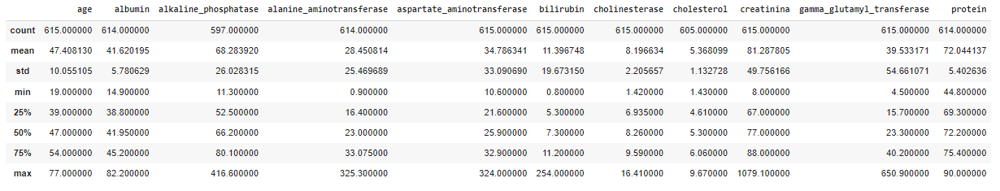 age albumin alkaline_phosphatase alanine_aminotransferase aspartate_aminotransferase bilirubin cholinesterase cholesterol creatinina gamma_glutamyl_transferase protein
count 615.000000 614.000000 597.000000 614.000000 615.000000 615.000000 615.000000 605.000000 615.000000 615.000000 614.000000
mean 47.408130 41.620195 68.283920 28.450814 34.786341 11.396748 8.196634 5.368099 81.287805 39.533171 72.044137
std 10.055105 5.780629 26.028315 25.469689 33.090690 19.673150 2.205657 1.132728 49.756166 54.661071 5.402636
min 19.000000 14.900000 11.300000 0.900000 10.600000 0.800000 1.420000 1.430000 8.000000 4.500000 44.800000
25% 39.000000 38.800000 52.500000 16.400000 21.600000 5.300000 6.935000 4.610000 67.000000 15.700000 69.300000
50% 47.000000 41.950000 66.200000 23.000000 25.900000 7.300000 8.260000 5.300000 77.000000 23.300000 72.200000
75% 54.000000 45.200000 80.100000 33.075000 32.900000 11.200000 9.590000 6.060000 88.000000 40.200000 75.400000
max 77.000000 82.200000 416.600000 325.300000 324.000000 254.000000 16.410000 9.670000 1079.100000 650.900000 90.000000